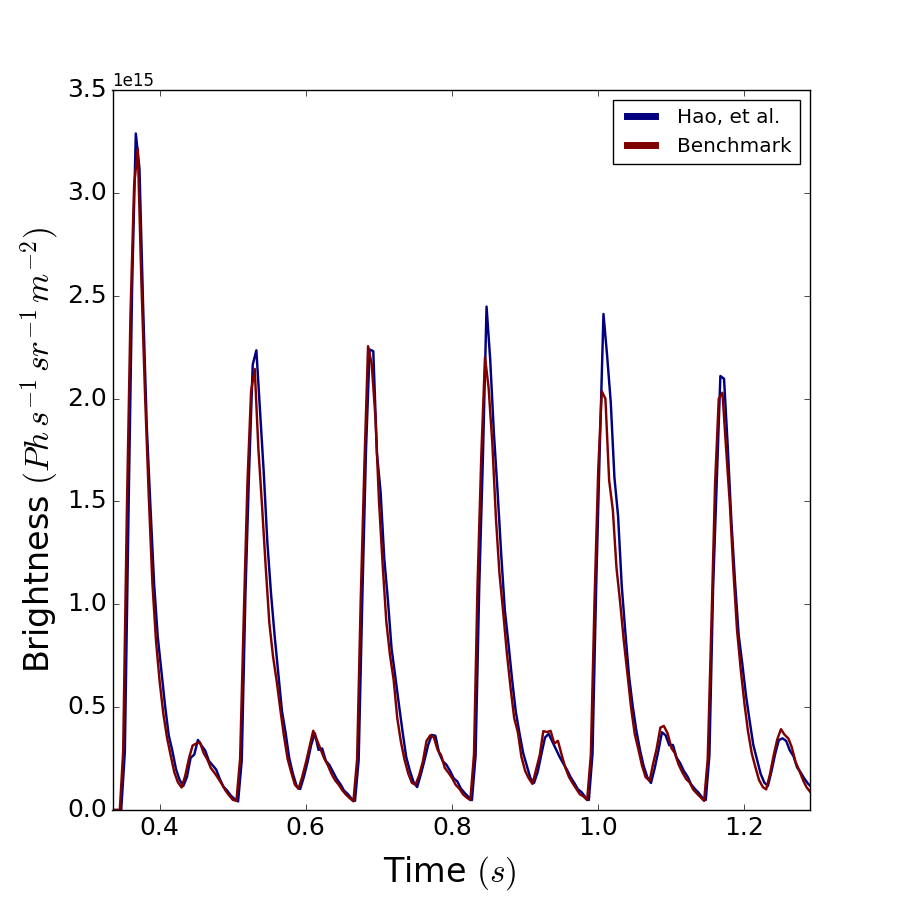 1e15
3.5
3.0
2.5
2.0
1.5
1.0
0.5
0.0
Brightness (Ph s⁻¹ sr⁻¹ m⁻²)
Hao, et al.
Benchmark
0.4 0.6 0.8 1.0 1.2
Time (s)